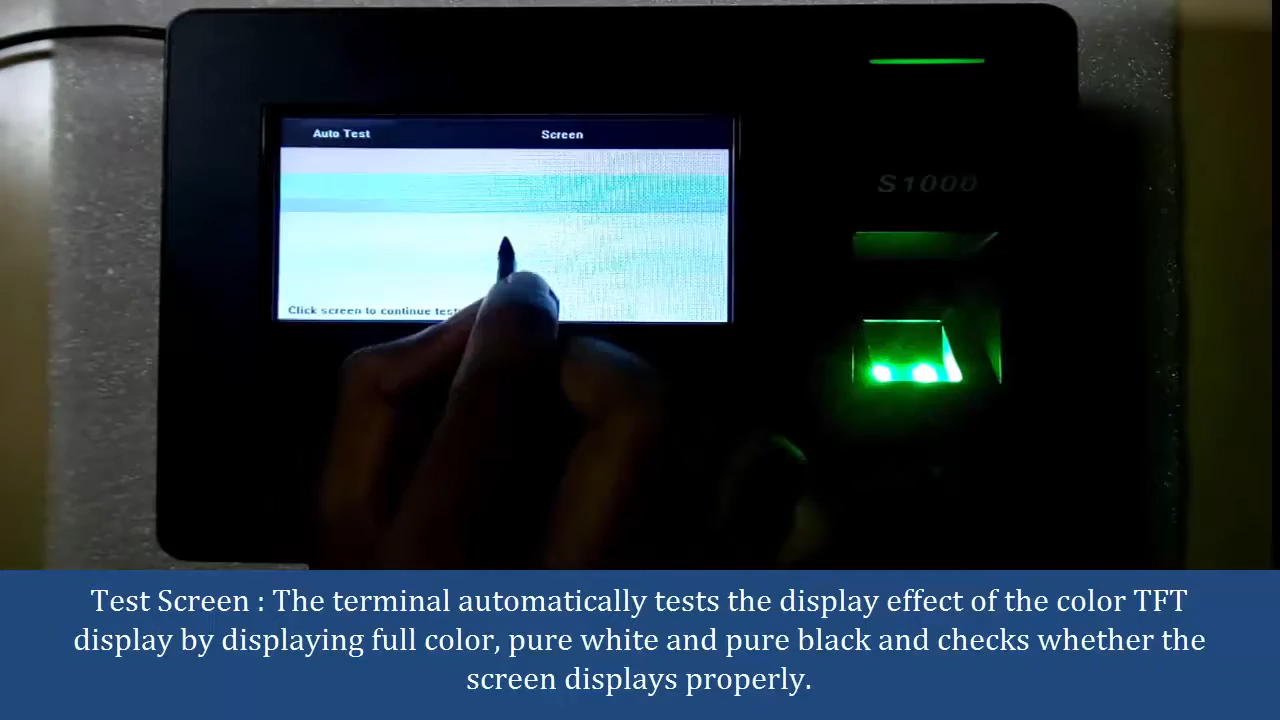 Auto Test Screen
S1000
Click screen to continue test
Test Screen : The terminal automatically tests the display effect of the color TFT
display by displaying full color, pure white and pure black and checks whether the
screen displays properly.